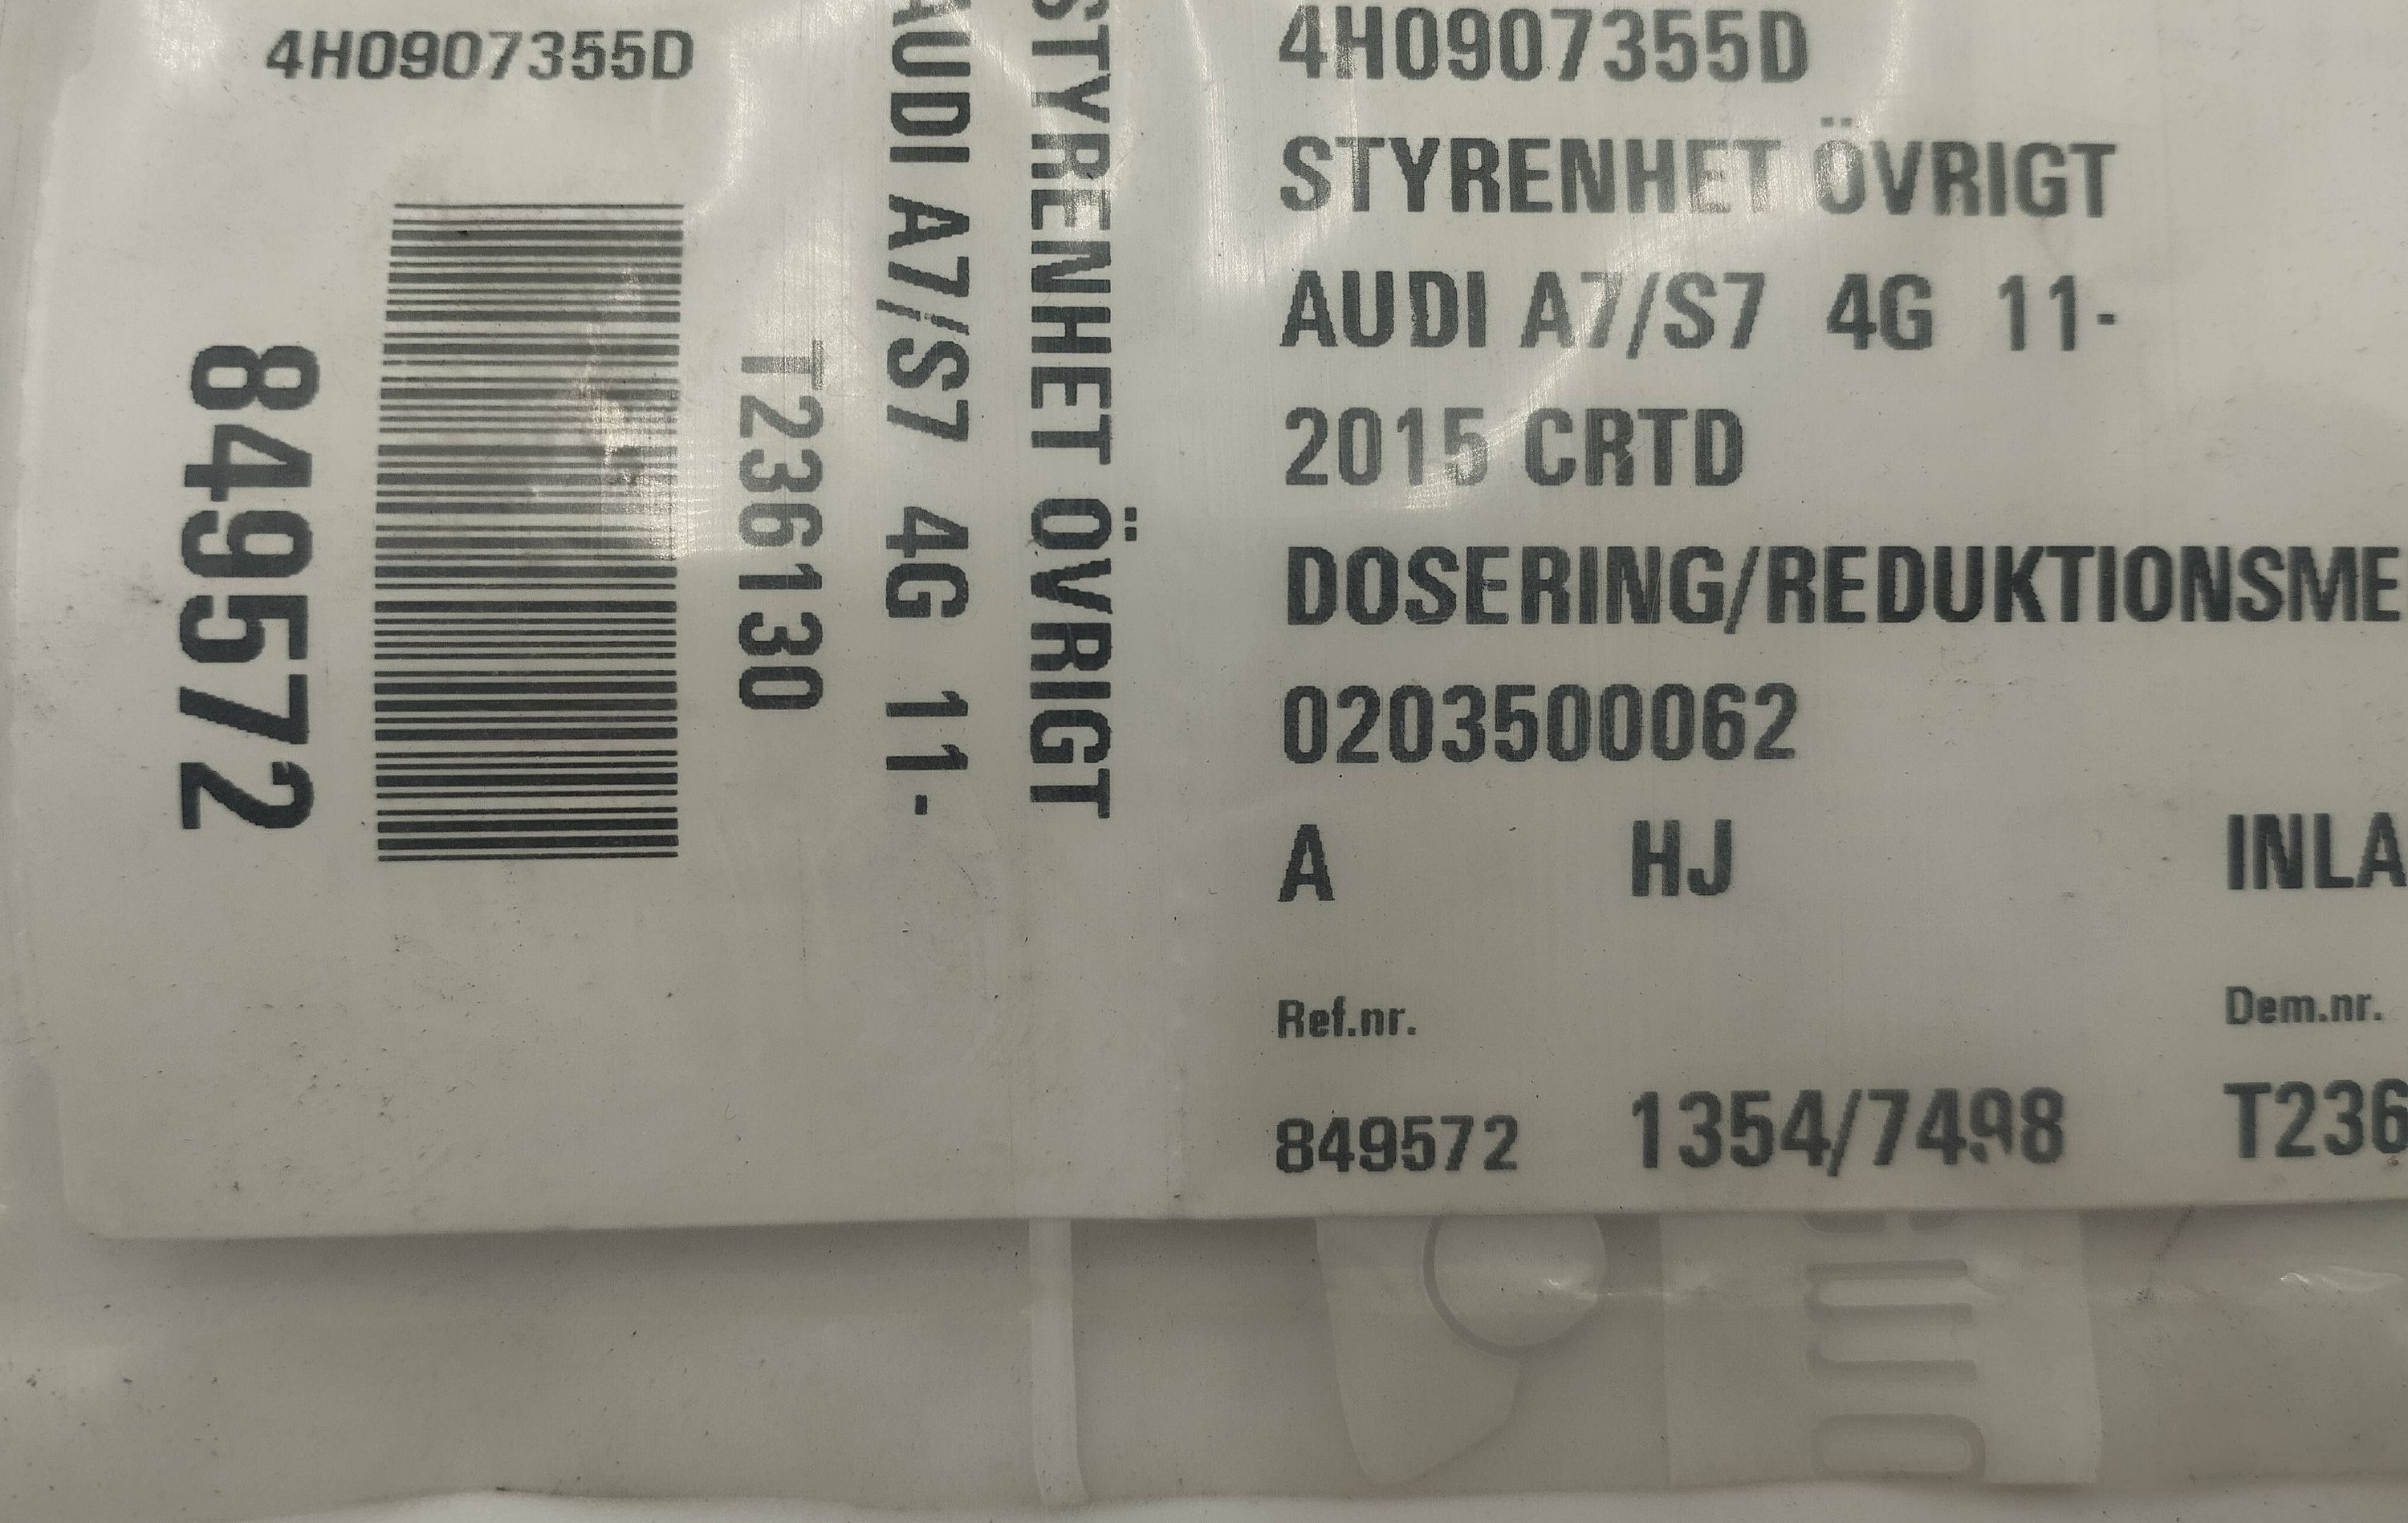 4H0907355D
849572
T236130
AUDI A7/S7 4G 11-
STYRENHET ÖVRIGT
4H0907355D
STYRENHET ÖVRIGT
AUDI A7/S7 4G 11-
2015 CRTD
DOSERING/REDUKTIONSME
0203500062
A HJ INLA
Ref.nr. Dem.nr.
849572 1354/7498 T236